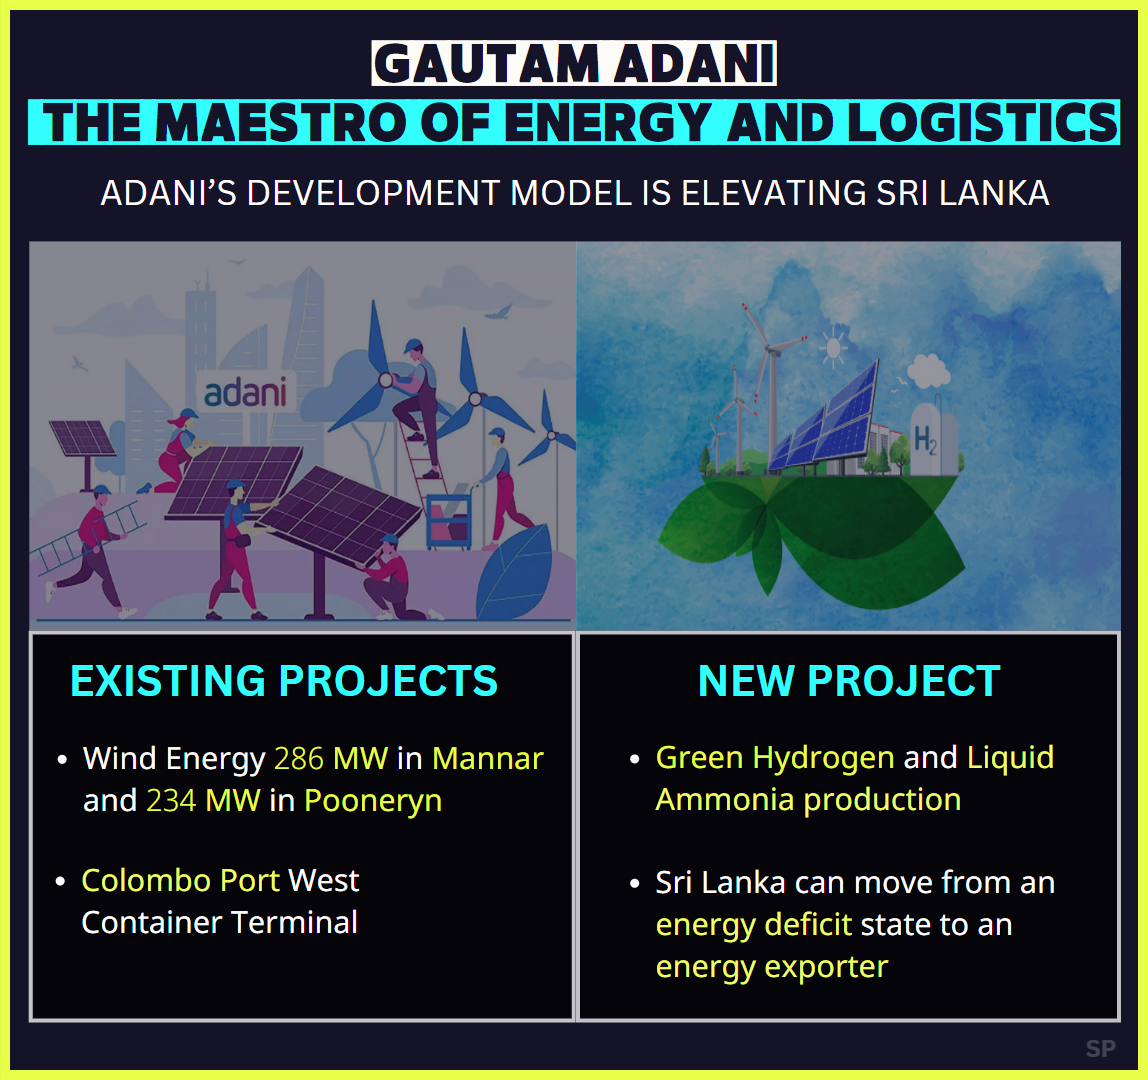 GAUTAM ADANI
THE MAESTRO OF ENERGY AND LOGISTICS
ADANI’S DEVELOPMENT MODEL IS ELEVATING SRI LANKA
adani
H2
EXISTING PROJECTS
• Wind Energy 286 MW in Mannar
and 234 MW in Pooneryn
• Colombo Port West
Container Terminal
NEW PROJECT
• Green Hydrogen and Liquid
Ammonia production
• Sri Lanka can move from an
energy deficit state to an
energy exporter
SP